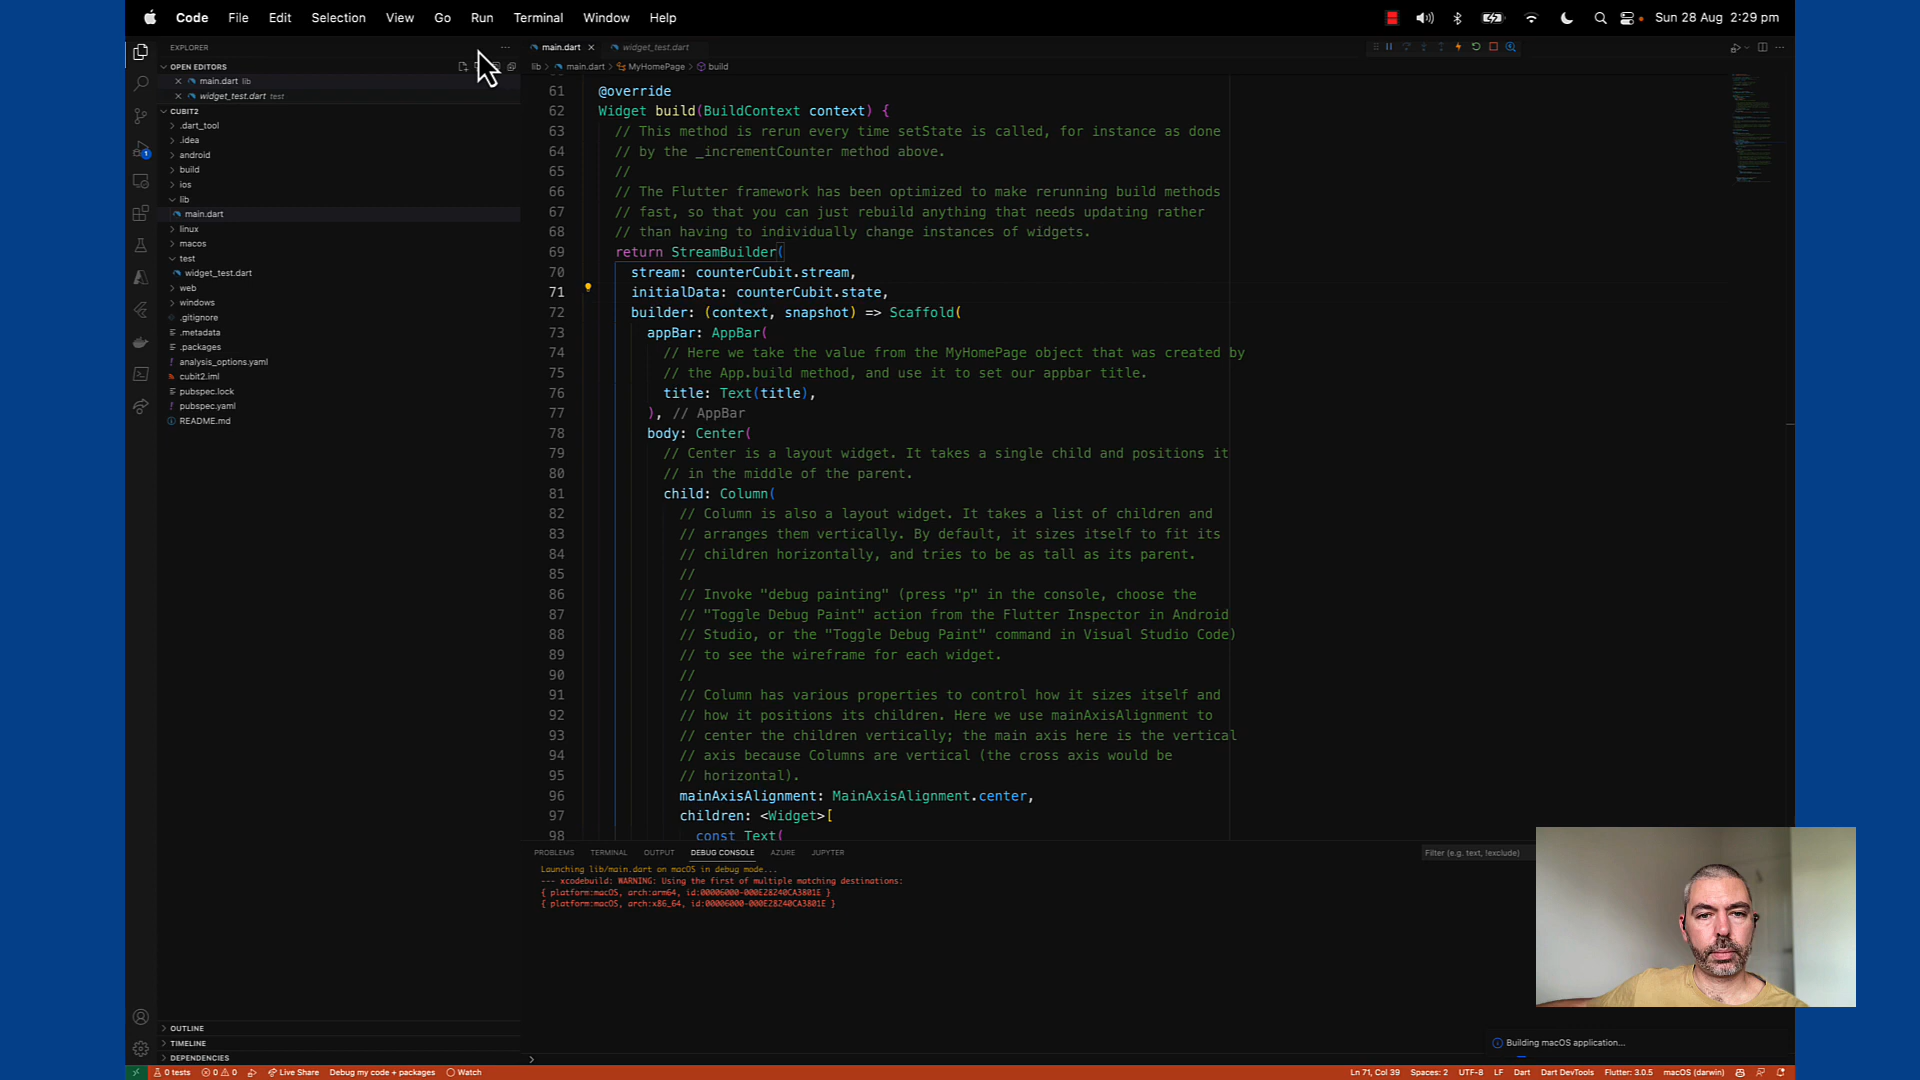 Code File Edit Selection View Go Run Terminal Window Help
Sun 28 Aug 2:29 pm
EXPLORER
OPEN EDITORS
main.dart lib
widget_test.dart test
CUBIT2
.dart_tool
.idea
android
build
ios
lib
main.dart
linux
macos
test
widget_test.dart
web
windows
.gitignore
.metadata
.packages
analysis_options.yaml
cubit2.iml
pubspec.lock
pubspec.yaml
README.md
OUTLINE
TIMELINE
DEPENDENCIES
main.dart
widget_test.dart
lib > main.dart > MyHomePage > build
61 @override
62 Widget build(BuildContext context) {
63 // This method is rerun every time setState is called, for instance as done
64 // by the _incrementCounter method above.
65 //
66 // The Flutter framework has been optimized to make rerunning build methods
67 // fast, so that you can just rebuild anything that needs updating rather
68 // than having to individually change instances of widgets.
69 return StreamBuilder(
70 stream: counterCubit.stream,
71 initialData: counterCubit.state,
72 builder: (context, snapshot) => Scaffold(
73 appBar: AppBar(
74 // Here we take the value from the MyHomePage object that was created by
75 // the App.build method, and use it to set our appbar title.
76 title: Text(title),
77 ), // AppBar
78 body: Center(
79 // Center is a layout widget. It takes a single child and positions it
80 // in the middle of the parent.
81 child: Column(
82 // Column is also a layout widget. It takes a list of children and
83 // arranges them vertically. By default, it sizes itself to fit its
84 // children horizontally, and tries to be as tall as its parent.
85 //
86 // Invoke "debug painting" (press "p" in the console, choose the
87 // "Toggle Debug Paint" action from the Flutter Inspector in Android
88 // Studio, or the "Toggle Debug Paint" command in Visual Studio Code)
89 // to see the wireframe for each widget.
90 //
91 // Column has various properties to control how it sizes itself and
92 // how it positions its children. Here we use mainAxisAlignment to
93 // center the children vertically; the main axis here is the vertical
94 // axis because Columns are vertical (the cross axis would be
95 // horizontal).
96 mainAxisAlignment: MainAxisAlignment.center,
97 children: <Widget>[
98 const Text(
PROBLEMS TERMINAL OUTPUT DEBUG CONSOLE AZURE JUPYTER
Filter (e.g. text, !exclude)
Launching lib/main.dart on macOS in debug mode...
--- xcodebuild: WARNING: Using the first of multiple matching destinations:
{ platform:macOS, arch:arm64, id:00006000-000E28240CA3801E }
{ platform:macOS, arch:x86_64, id:00006000-000E28240CA3801E }
Building macOS application...
0 tests 0 0 Live Share Debug my code + packages Watch
Ln 71, Col 39 Spaces: 2 UTF-8 LF Dart Dart DevTools Flutter: 3.0.5 macOS (darwin)